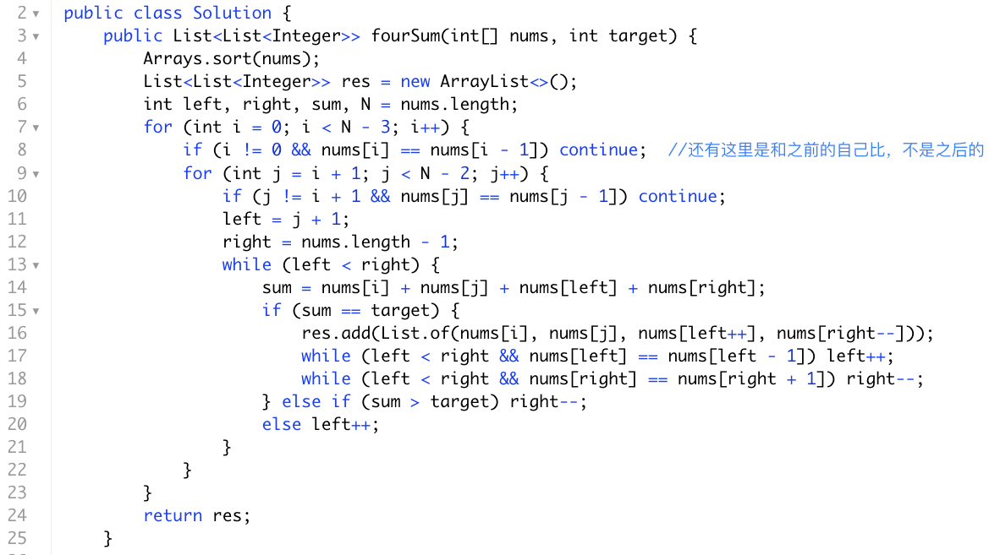 2 public class Solution {
3 public List<List<Integer>> fourSum(int[] nums, int target) {
4 Arrays.sort(nums);
5 List<List<Integer>> res = new ArrayList<>();
6 int left, right, sum, N = nums.length;
7 for (int i = 0; i < N - 3; i++) {
8 if (i != 0 && nums[i] == nums[i - 1]) continue; //还有这里是和之前的自己比，不是之后的
9 for (int j = i + 1; j < N - 2; j++) {
10 if (j != i + 1 && nums[j] == nums[j - 1]) continue;
11 left = j + 1;
12 right = nums.length - 1;
13 while (left < right) {
14 sum = nums[i] + nums[j] + nums[left] + nums[right];
15 if (sum == target) {
16 res.add(List.of(nums[i], nums[j], nums[left++], nums[right--]));
17 while (left < right && nums[left] == nums[left - 1]) left++;
18 while (left < right && nums[right] == nums[right + 1]) right--;
19 } else if (sum > target) right--;
20 else left++;
21 }
22 }
23 }
24 return res;
25 }